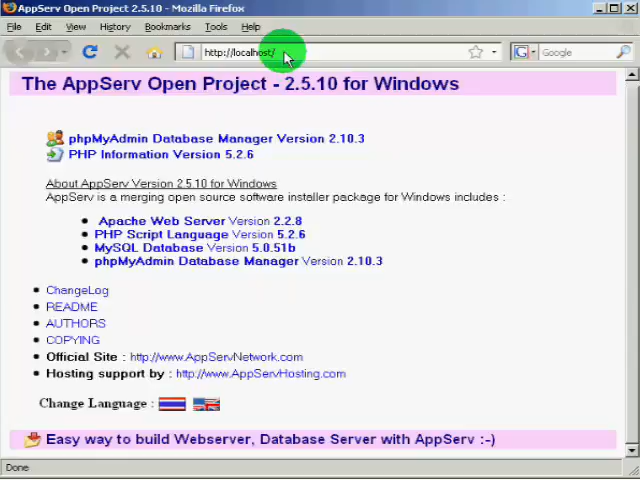 AppServ Open Project 2.5.10 - Mozilla Firefox
File Edit View History Bookmarks Tools Help
http://localhost/
Google
The AppServ Open Project - 2.5.10 for Windows
phpMyAdmin Database Manager Version 2.10.3
PHP Information Version 5.2.6
About AppServ Version 2.5.10 for Windows
AppServ is a merging open source software installer package for Windows includes :
Apache Web Server Version 2.2.8
PHP Script Language Version 5.2.6
MySQL Database Version 5.0.51b
phpMyAdmin Database Manager Version 2.10.3
ChangeLog
README
AUTHORS
COPYING
Official Site : http://www.AppServNetwork.com
Hosting support by : http://www.AppServHosting.com
Change Language :
Easy way to build Webserver, Database Server with AppServ :-)
Done